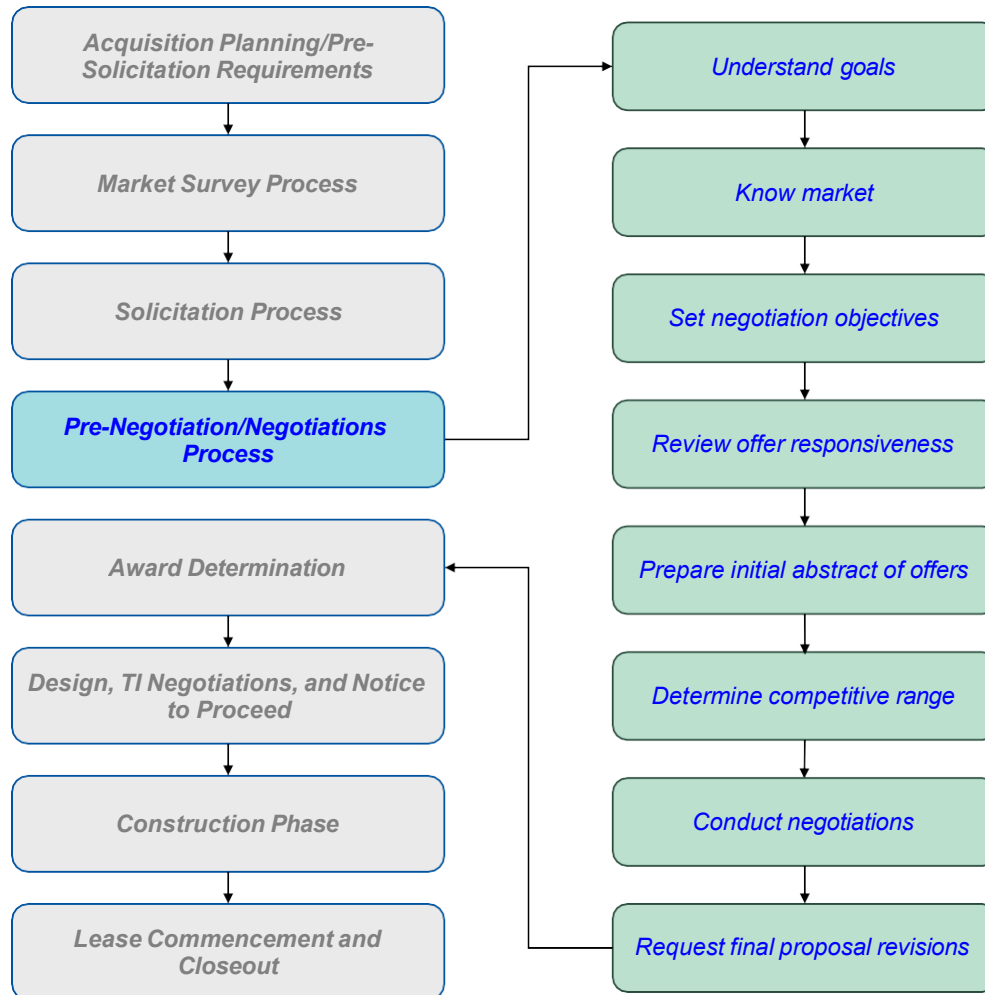 Acquisition Planning/Pre-
Solicitation Requirements
Market Survey Process
Solicitation Process
Pre-Negotiation/Negotiations
Process
Award Determination
Design, TI Negotiations, and Notice
to Proceed
Construction Phase
Lease Commencement and
Closeout
Understand goals
Know market
Set negotiation objectives
Review offer responsiveness
Prepare initial abstract of offers
Determine competitive range
Conduct negotiations
Request final proposal revisions